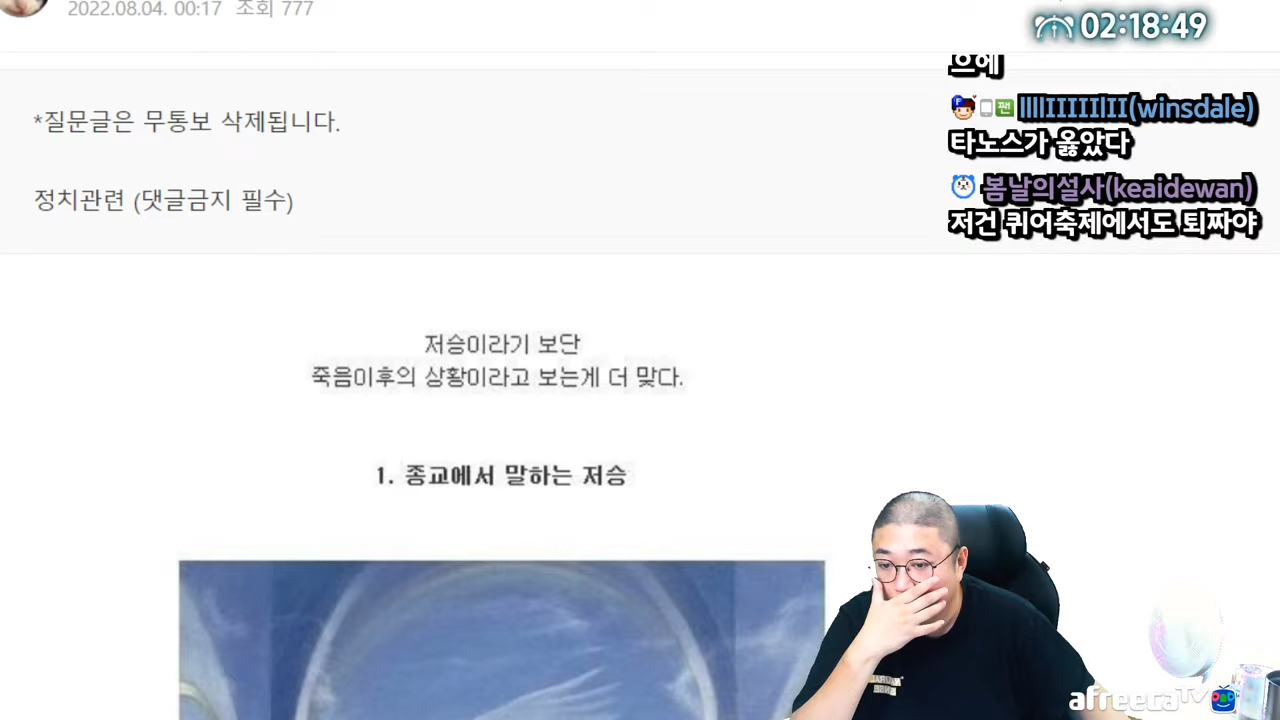 2022.08.04. 00:17 조회 777
02:18:49
으에
llllIIIIIlII(winsdale)
타노스가 옳았다
봄날의설사(keaidewan)
저건 퀴어축제에서도 퇴짜야
*질문글은 무통보 삭제됩니다.
정치관련 (댓글금지 필수)
저승이라기 보단
죽음이후의 상황이라고 보는게 더 맞다.
1. 종교에서 말하는 저승
afreecaTV